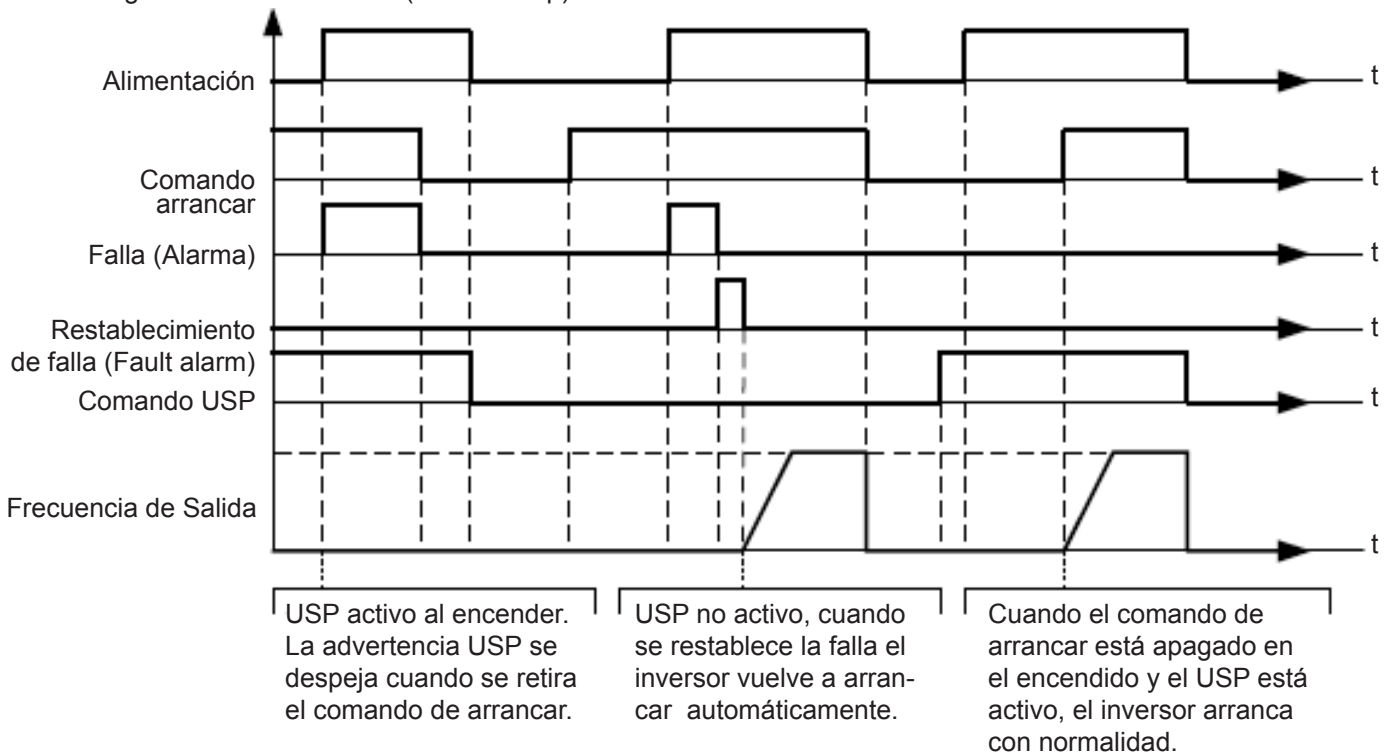 Alimentación
t
Comando
arrancar
t
Falla (Alarma)
t
Restablecimiento
de falla (Fault alarm)
t
Comando USP
t
Frecuencia de Salida
t
USP activo al encender.
La advertencia USP se
despeja cuando se retira
el comando de arrancar.
USP no activo, cuando
se restablece la falla el
inversor vuelve a arran-
car automáticamente.
Cuando el comando de
arrancar está apagado en
el encendido y el USP está
activo, el inversor arranca
con normalidad.